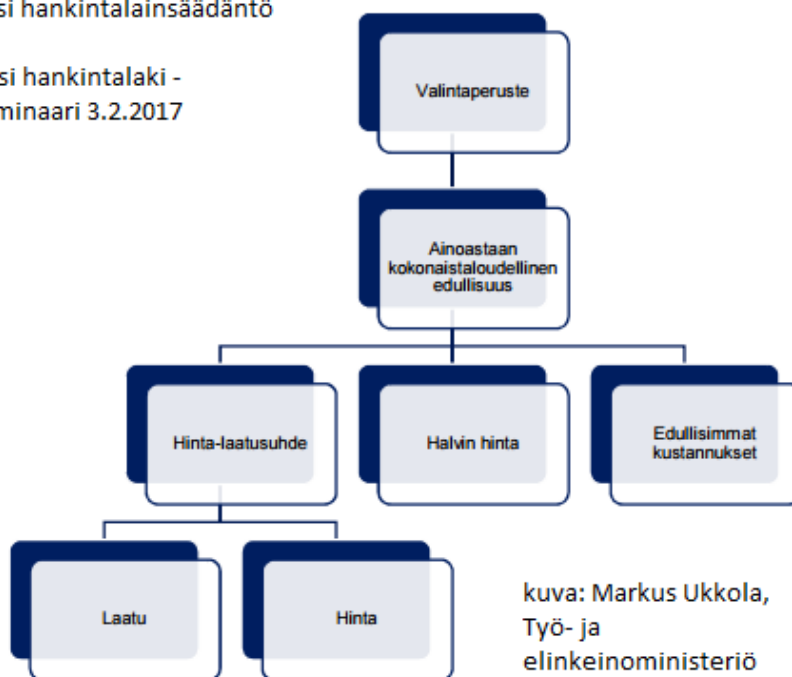 si hankintalainsäädäntö
si hankintalaki -
minaari 3.2.2017
Valintaperuste
Ainoastaan
kokonaistaloudellinen
edullisuus
Hinta-laatusuhde
Halvin hinta
Edullisimmat
kustannukset
Laatu
Hinta
kuva: Markus Ukkola,
Työ- ja
elinkeinoministeriö